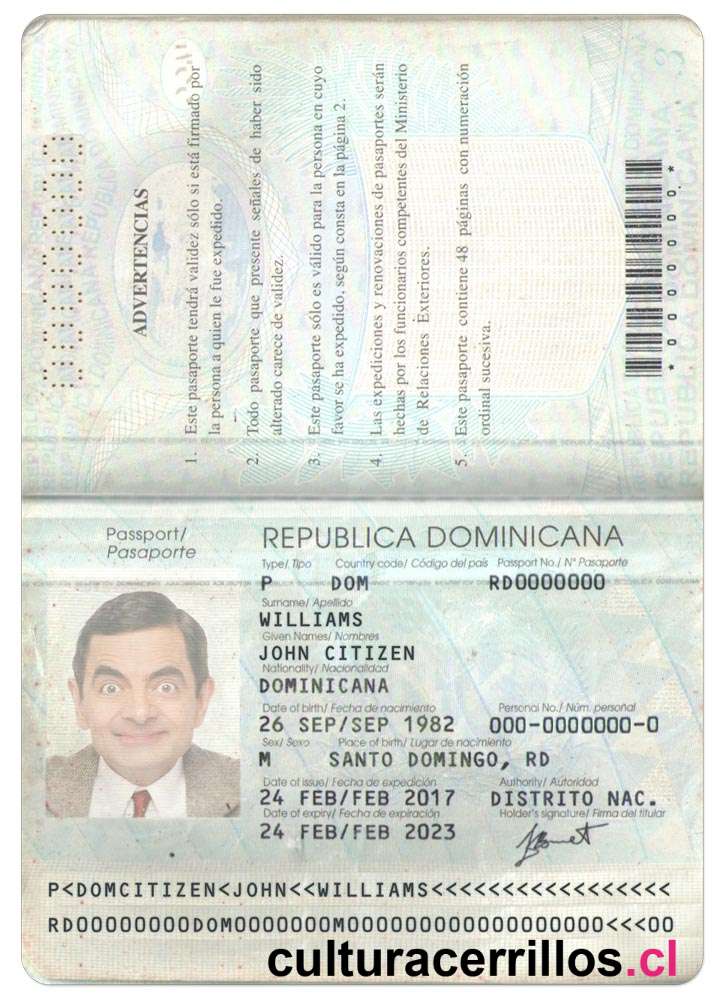 ADVERTENCIAS
1. Este pasaporte tendrá validez sólo si está firmado por
la persona a quien le fue expedido.
2. Todo pasaporte que presente señales de haber sido
alterado carece de validez.
3. Este pasaporte sólo es válido para la persona en cuyo
favor se ha expedido, según consta en la página 2.
4. Las expediciones y renovaciones de pasaportes serán
hechas por los funcionarios competentes del Ministerio
de Relaciones Exteriores.
5. Este pasaporte contiene 48 páginas con numeración
ordinal sucesiva.
Passport/
Pasaporte
REPUBLICA DOMINICANA
Type/ Tipo Country code/ Código del país Passport No./ Nº Pasaporte
P DOM RD0000000
Surname/ Apellido
WILLIAMS
Given Names/ Nombres
JOHN CITIZEN
Nationality/ Nacionalidad
DOMINICANA
Date of birth/ Fecha de nacimiento Personal No./ Núm. personal
26 SEP/SEP 1982 000-0000000-0
Sex/ Sexo Place of birth/ Lugar de nacimiento
M SANTO DOMINGO, RD
Date of issue/ Fecha de expedición Authority/ Autoridad
24 FEB/FEB 2017 DISTRITO NAC.
Date of expiry/ Fecha de expiración Holder's signature/ Firma del titular
24 FEB/FEB 2023
P<DOMCITIZEN<JOHN<<WILLIAMS<<<<<<<<<<<<<<<<<
RD00000000DOM0000000M000000000000000000<<<00
culturacerrillos.cl